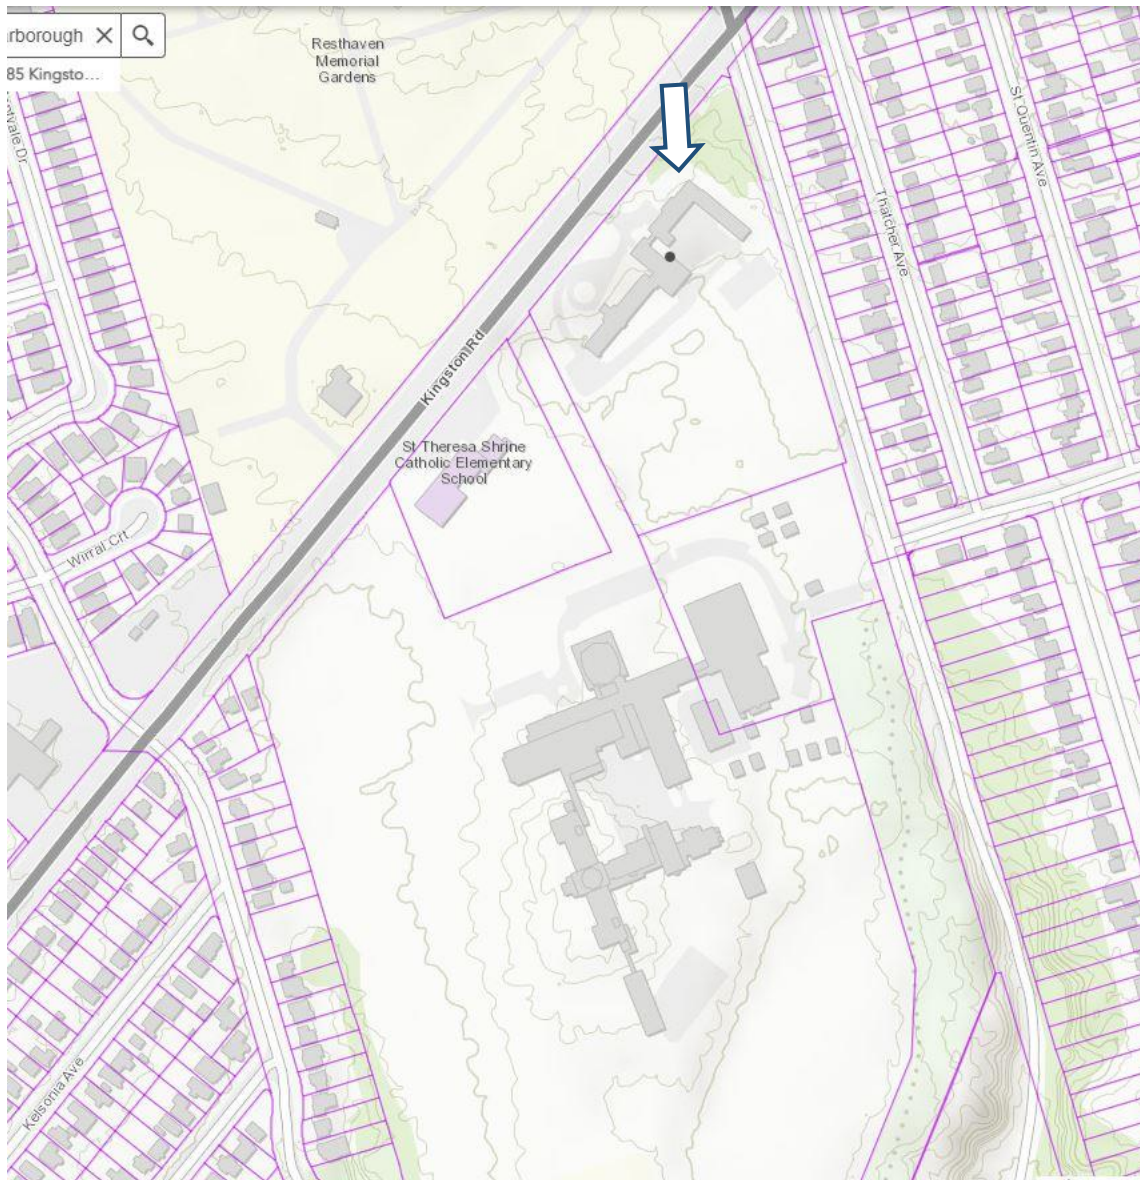 rborough
85 Kingsto...
Resthaven
Memorial
Gardens
St Quentin Ave
Thatcher Ave
Kingston Rd
St Theresa Shrine
Catholic Elementary
School
Wirral Crt
Kelsonia Ave